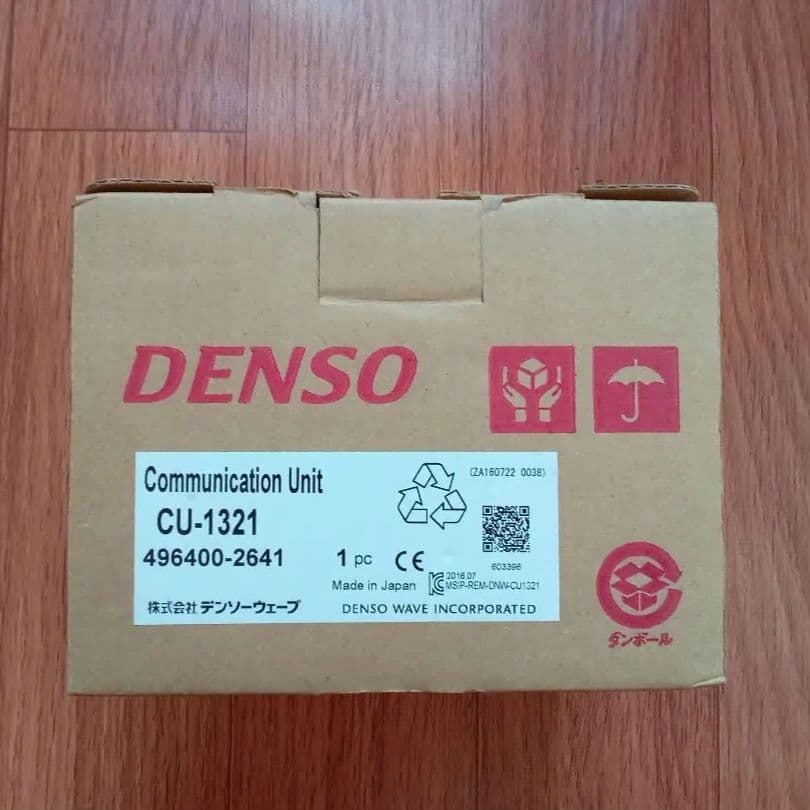 DENSO
Communication Unit
(ZA160722 0038)
CU-1321
496400-2641
1 pc CE
603396
Made in Japan
2016.07
MSIP-REM-DNW-CU1321
株式会社 デンソーウェーブ
DENSO WAVE INCORPORATED
ダンボール